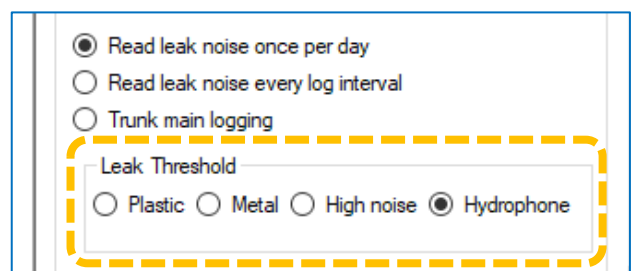 Read leak noise once per day
Read leak noise every log interval
Trunk main logging
Leak Threshold
Plastic Metal High noise Hydrophone